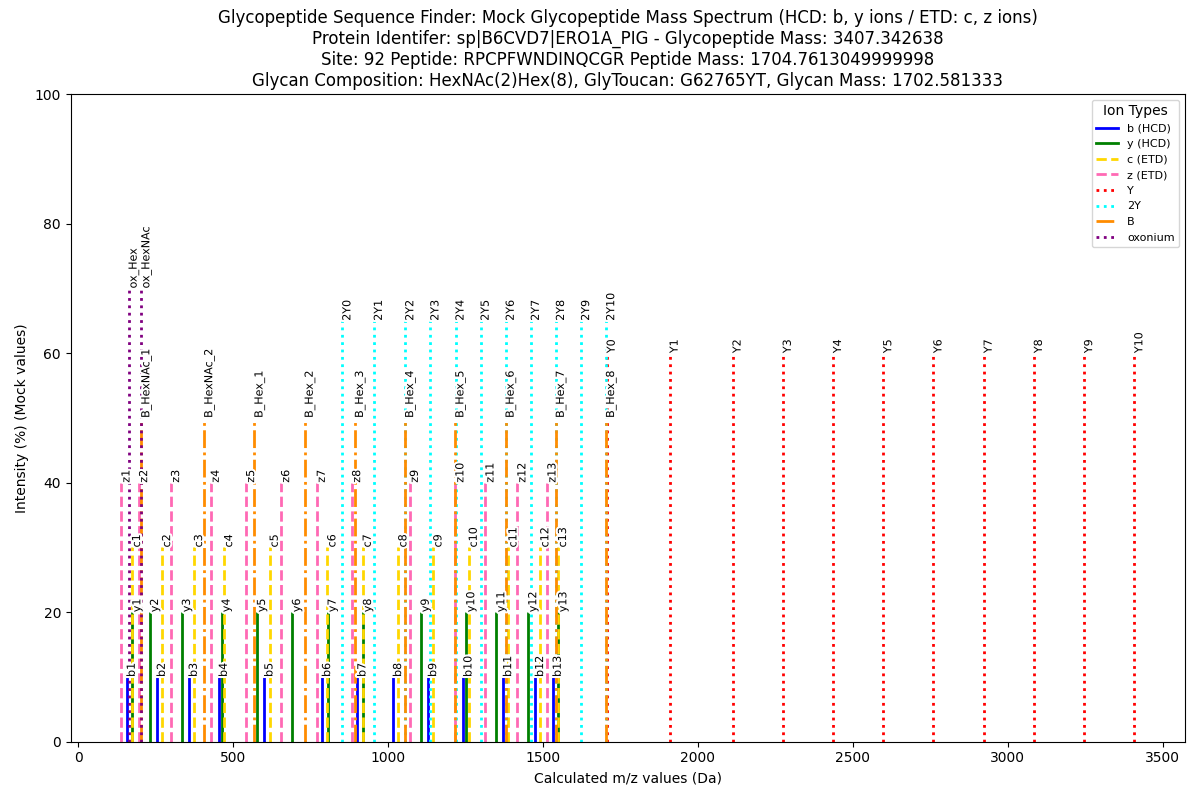 Glycopeptide Sequence Finder: Mock Glycopeptide Mass Spectrum (HCD: b, y ions / ETD: c, z ions)
Protein Identifer: sp|B6CVD7|ERO1A_PIG - Glycopeptide Mass: 3407.342638
Site: 92 Peptide: RPCPFWNDINQCGR Peptide Mass: 1704.7613049999998
Glycan Composition: HexNAc(2)Hex(8), GlyToucan: G62765YT, Glycan Mass: 1702.581333
Intensity (%) (Mock values)
100
80
60
40
20
0
Ion Types
b (HCD)
y (HCD)
c (ETD)
z (ETD)
Y
2Y
B
oxonium
ox_Hex
ox_HexNAc
2Y0
2Y1
2Y2
2Y3
2Y4
2Y5
2Y6
2Y7
2Y8
2Y9
2Y10
Y0
Y1
Y2
Y3
Y4
Y5
Y6
Y7
Y8
Y9
Y10
B_HexNAc_1
B_HexNAc_2
B_Hex_1
B_Hex_2
B_Hex_3
B_Hex_4
B_Hex_5
B_Hex_6
B_Hex_7
B_Hex_8
z1
z2
z3
z4
z5
z6
z7
z8
z9
z10
z11
z12
z13
c1
c2
c3
c4
c5
c6
c7
c8
c9
c10
c11
c12
c13
y1
y2
y3
y4
y5
y6
y7
y8
y9
y10
y11
y12
y13
b1
b2
b3
b4
b5
b6
b7
b8
b9
b10
b11
b12
b13
0
500
1000
1500
2000
2500
3000
3500
Calculated m/z values (Da)